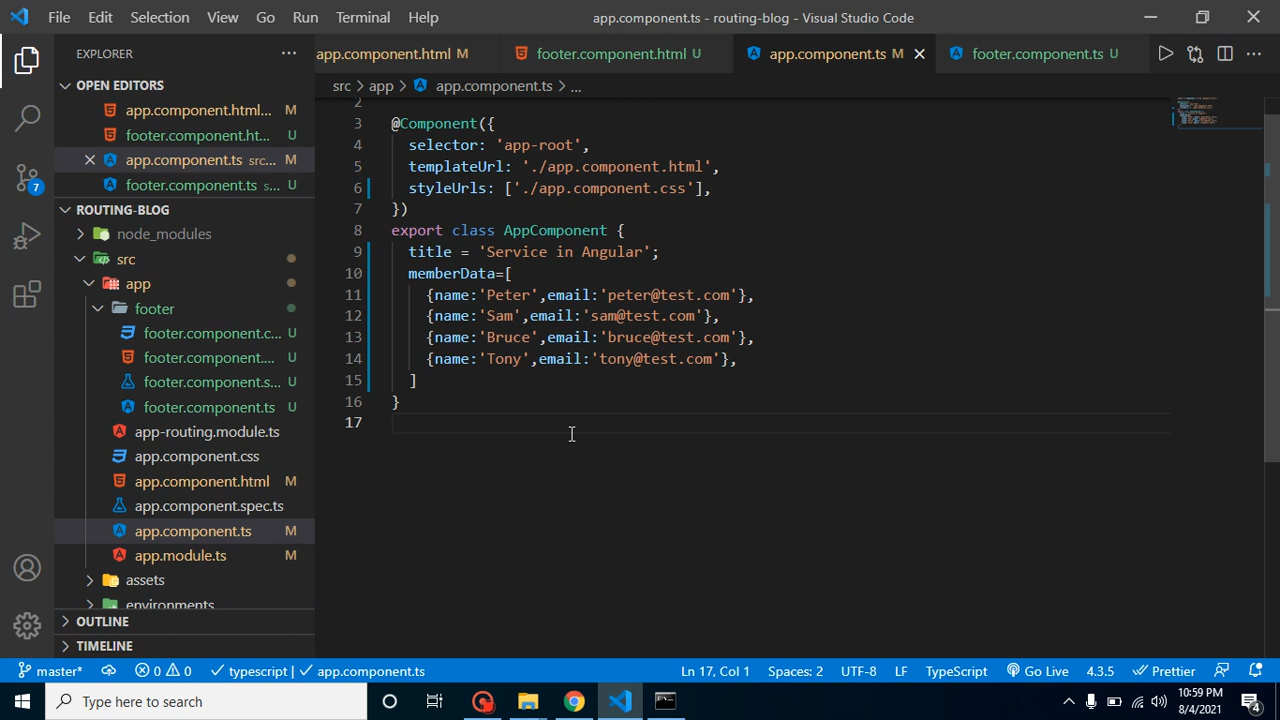 File Edit Selection View Go Run Terminal Help
app.component.ts - routing-blog - Visual Studio Code
EXPLORER
OPEN EDITORS
app.component.html... M
footer.component.ht... U
app.component.ts src... M
footer.component.ts s... U
ROUTING-BLOG
node_modules
src
app
footer
footer.component.c... U
footer.component.... U
footer.component.s... U
footer.component.ts U
app-routing.module.ts
app.component.css
app.component.html M
app.component.spec.ts
app.component.ts M
app.module.ts M
assets
environments
OUTLINE
TIMELINE
7
app.component.html M
footer.component.html U
app.component.ts M
footer.component.ts U
src > app > app.component.ts > ...
2
3 @Component({
4 selector: 'app-root',
5 templateUrl: './app.component.html',
6 styleUrls: ['./app.component.css'],
7 })
8 export class AppComponent {
9 title = 'Service in Angular';
10 memberData=[
11 {name:'Peter',email:'peter@test.com'},
12 {name:'Sam',email:'sam@test.com'},
13 {name:'Bruce',email:'bruce@test.com'},
14 {name:'Tony',email:'tony@test.com'},
15 ]
16 }
17
master* 0 0 typescript | app.component.ts
Ln 17, Col 1 Spaces: 2 UTF-8 LF TypeScript Go Live 4.3.5 Prettier
Type here to search
10:59 PM
8/4/2021
4